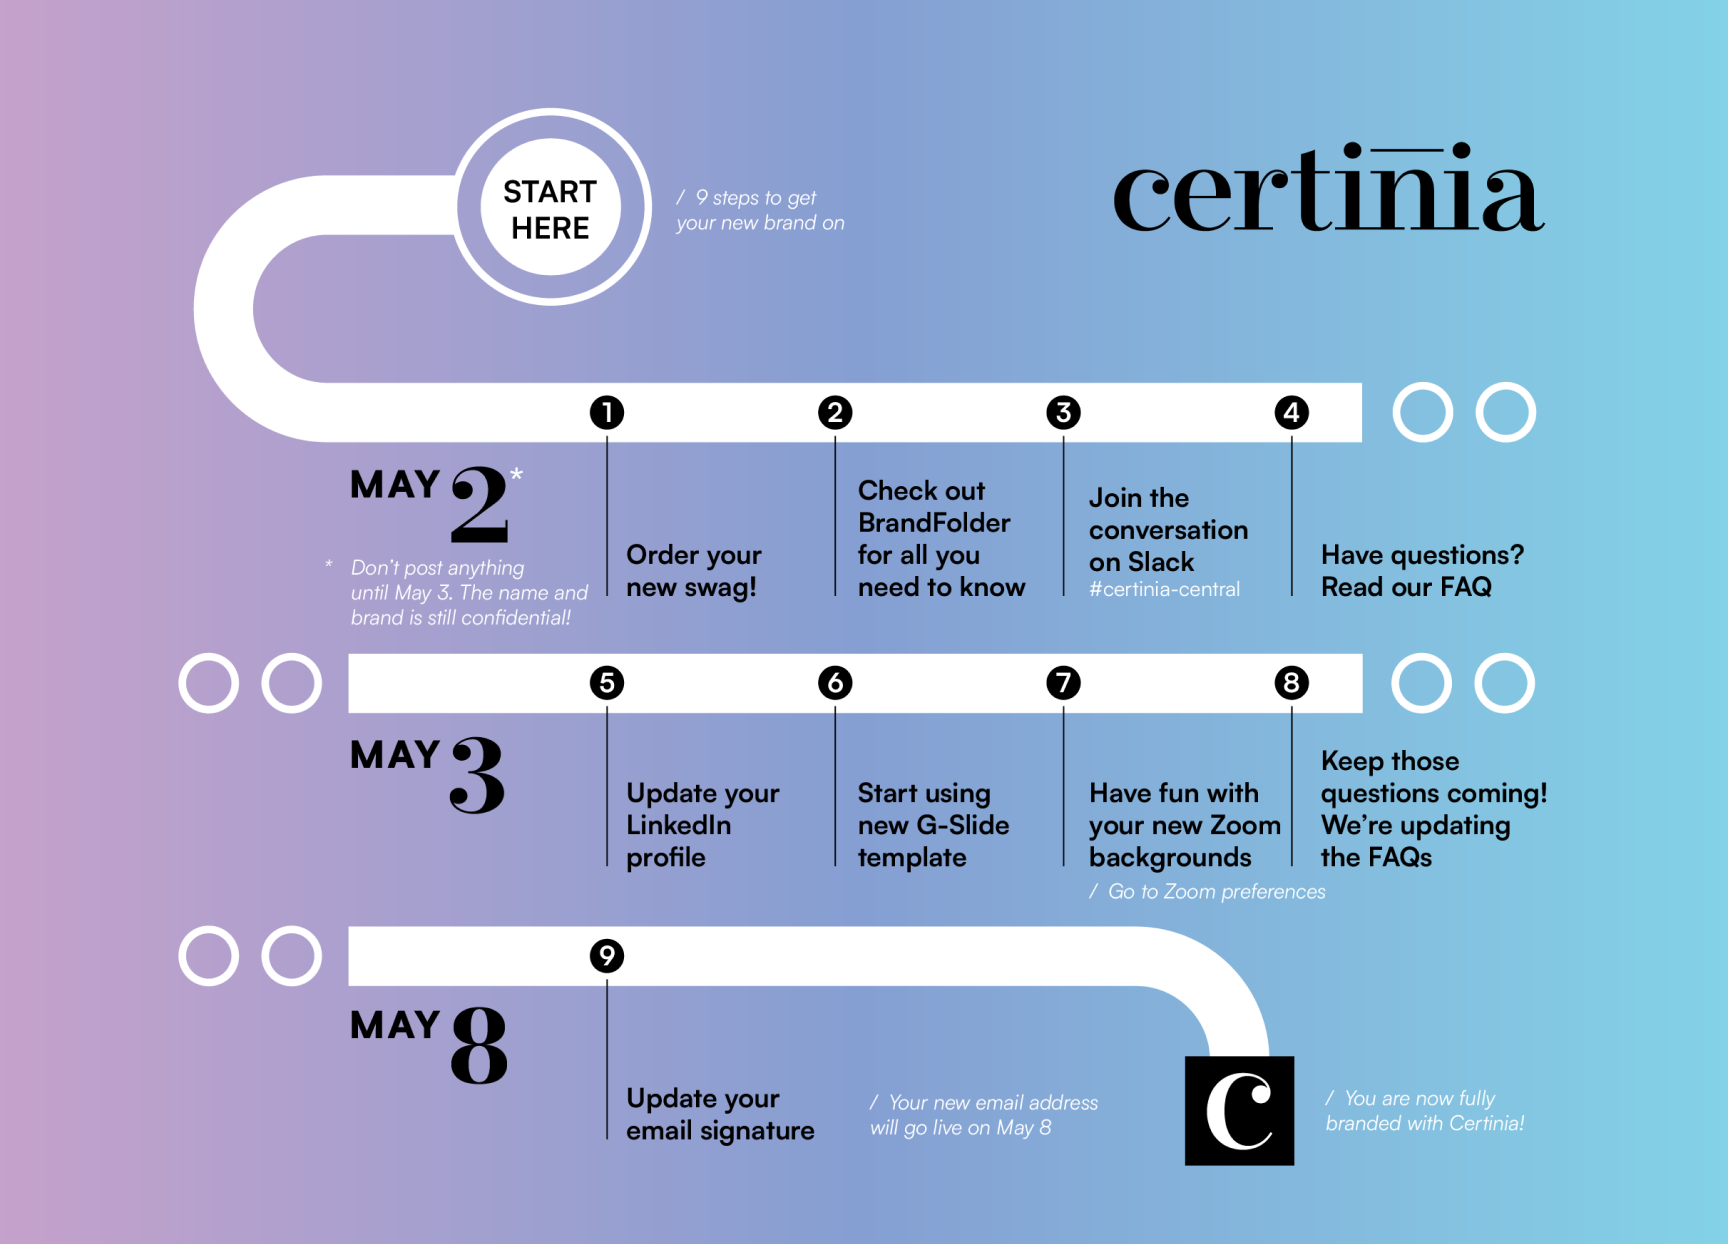 START
HERE
/ 9 steps to get
your new brand on
certinia
1
2
3
4
MAY 2*
* Don't post anything
until May 3. The name and
brand is still confidential!
Order your
new swag!
Check out
BrandFolder
for all you
need to know
Join the
conversation
on Slack
#certinia-central
Have questions?
Read our FAQ
5
6
7
8
MAY 3
Update your
LinkedIn
profile
Start using
new G-Slide
template
Have fun with
your new Zoom
backgrounds
/ Go to Zoom preferences
Keep those
questions coming!
We're updating
the FAQs
9
MAY 8
Update your
email signature
/ Your new email address
will go live on May 8
C
/ You are now fully
branded with Certinia!